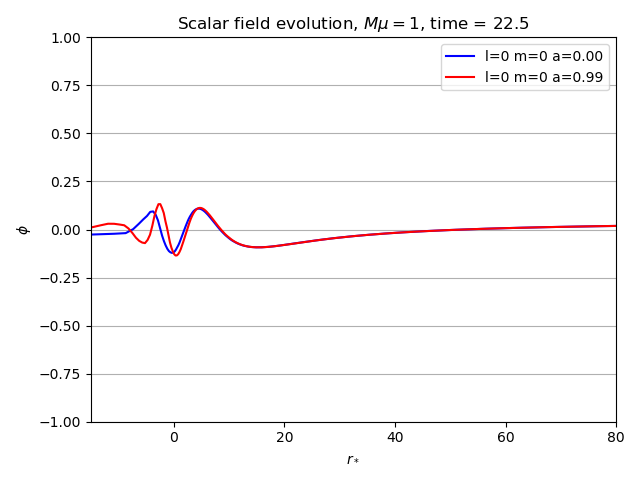 Scalar field evolution, Mμ = 1, time = 22.5
l=0 m=0 a=0.00
l=0 m=0 a=0.99
1.00
0.75
0.50
0.25
0.00
−0.25
−0.50
−0.75
−1.00
ϕ
0 20 40 60 80
r*